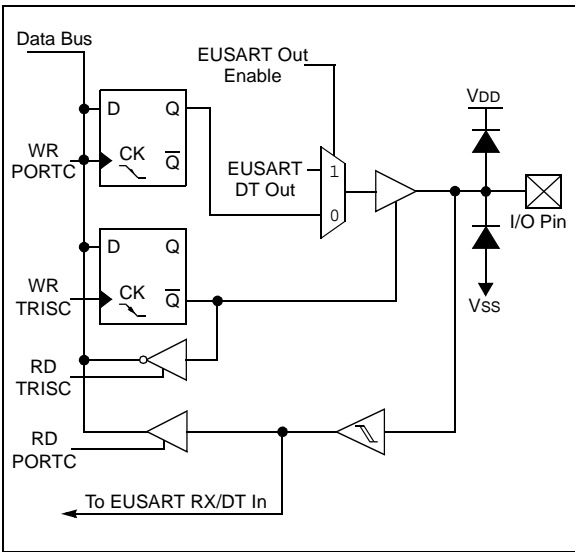 Data Bus
EUSART Out
Enable
VDD
D Q
WR
PORTC
CK
Q
EUSART
DT Out
1
0
I/O Pin
D Q
WR
TRISC
CK
Q
VSS
RD
TRISC
RD
PORTC
To EUSART RX/DT In